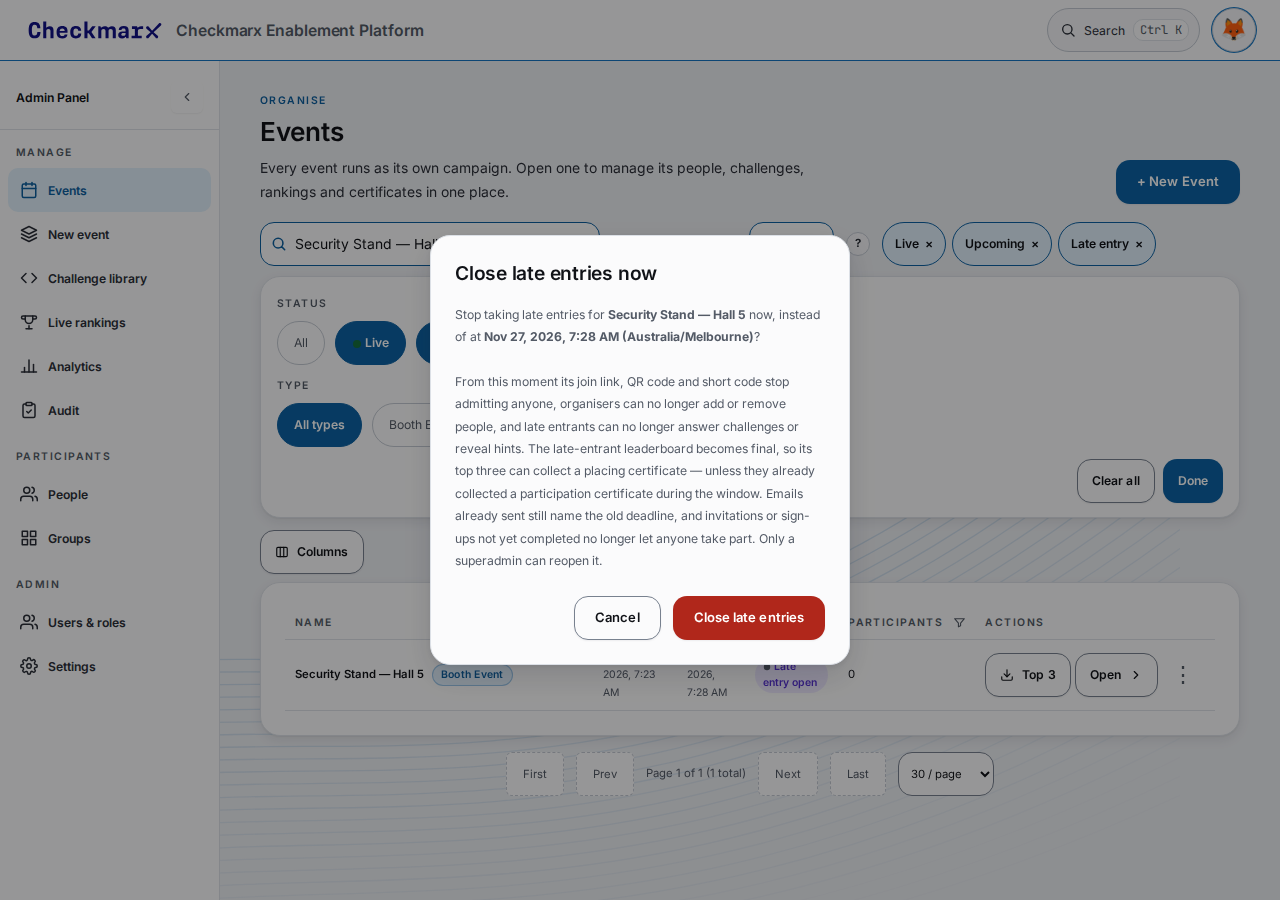 Checkmarx Checkmarx Enablement Platform
Search Ctrl K
Admin Panel
MANAGE
Events
New event
Challenge library
Live rankings
Analytics
Audit
PARTICIPANTS
People
Groups
ADMIN
Users & roles
Settings
ORGANISE
Events
Every event runs as its own campaign. Open one to manage its people, challenges,
rankings and certificates in one place.
+ New Event
Security Stand — Hall
? Live × Upcoming × Late entry ×
STATUS
All Live
TYPE
All types Booth E
Clear all Done
Columns
NAME PARTICIPANTS ACTIONS
Security Stand — Hall 5 Booth Event
2026, 7:23
AM
2026,
7:28 AM
Late
entry open
0
Top 3 Open
First Prev Page 1 of 1 (1 total) Next Last 30 / page
Close late entries now
Stop taking late entries for Security Stand — Hall 5 now, instead
of at Nov 27, 2026, 7:28 AM (Australia/Melbourne)?
From this moment its join link, QR code and short code stop
admitting anyone, organisers can no longer add or remove
people, and late entrants can no longer answer challenges or
reveal hints. The late-entrant leaderboard becomes final, so its
top three can collect a placing certificate — unless they already
collected a participation certificate during the window. Emails
already sent still name the old deadline, and invitations or sign-
ups not yet completed no longer let anyone take part. Only a
superadmin can reopen it.
Cancel Close late entries